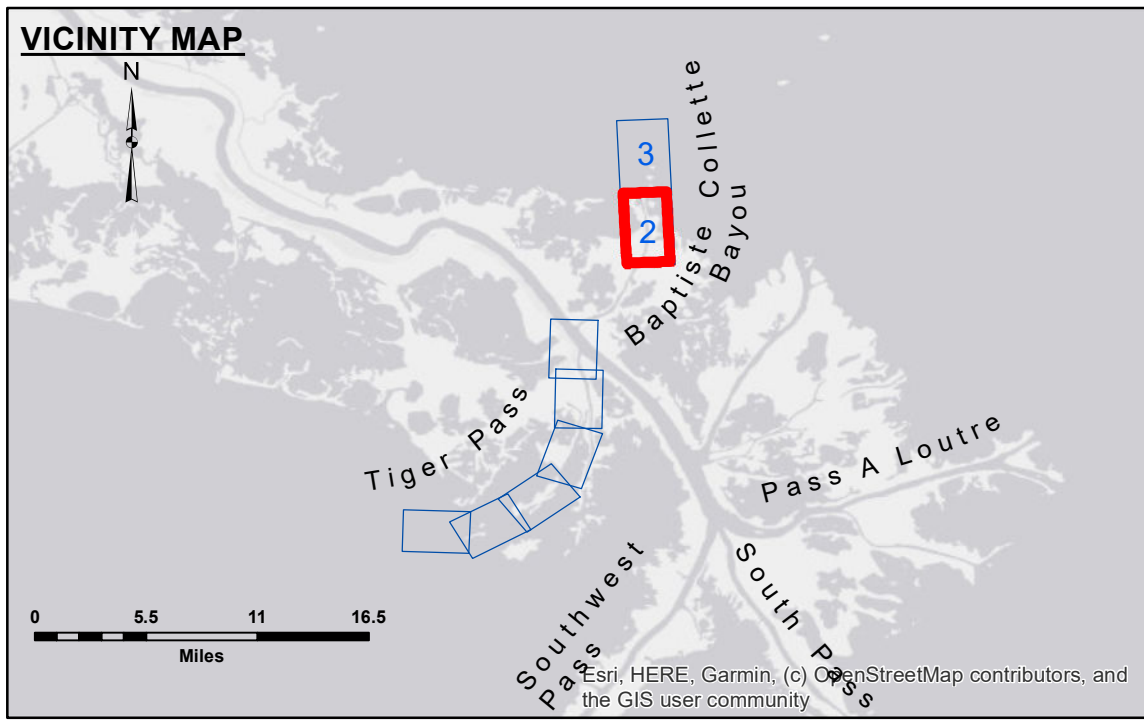 VICINITY MAP
N
3
2
Baptiste Collette
Bayou
Tiger Pass
Pass A Loutre
Southwest
Pass
South Pass
0 5.5 11 16.5
Miles
Esri, HERE, Garmin, (c) OpenStreetMap contributors, and
the GIS user community